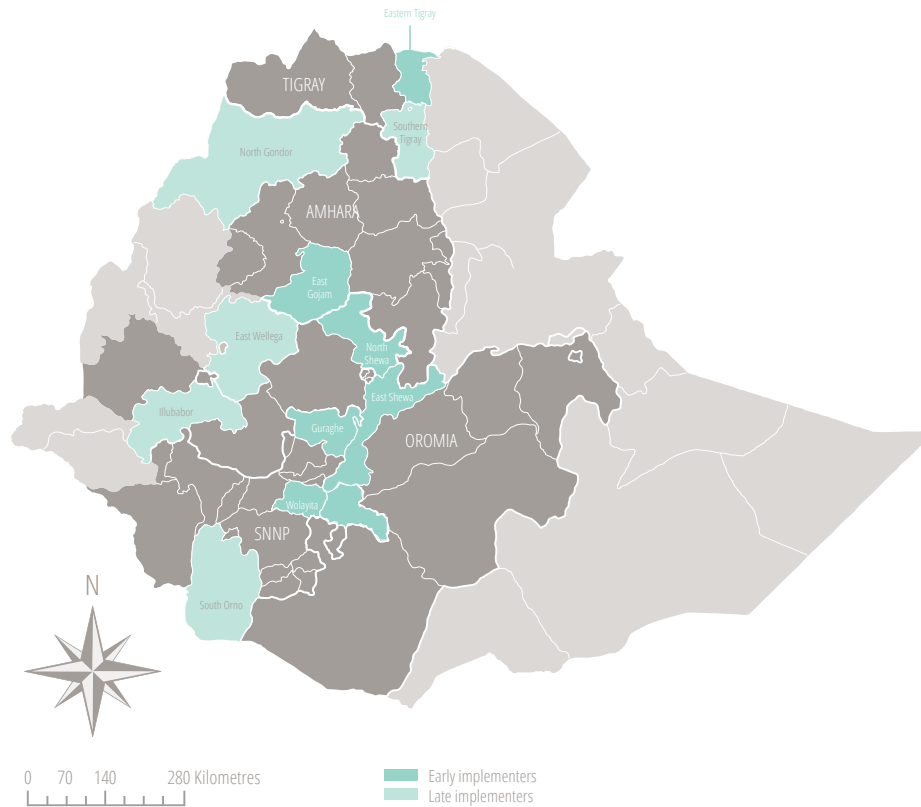 Eastern Tigray
TIGRAY
Southern
Tigray
North Gondor
AMHARA
East
Gojam
East Wellega
North
Shewa
East Shewa
Illubabor
Guraghe
OROMIA
Wolayita
SNNP
South Orno
N
0 70 140 280 Kilometres
Early implementers
Late implementers